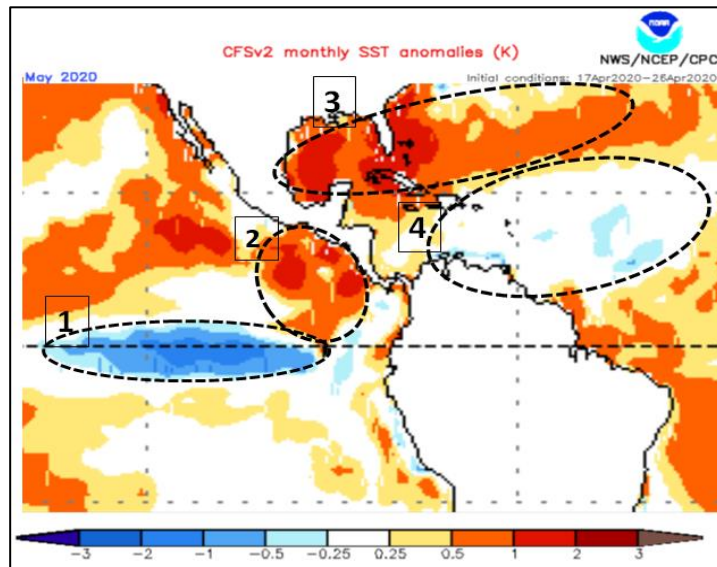 NOAA
CFSv2 monthly SST anomalies (K)
NWS/NCEP/CPC
May 2020
Initial conditions: 17Apr2020-26Apr2020
3
2
4
1
-3 -2 -1 -0.5 -0.25 0.25 0.5 1 2 3